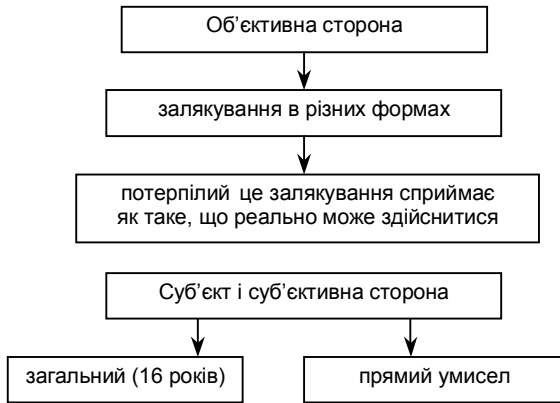 Об’єктивна сторона
залякування в різних формах
потерпілий це залякування сприймає
як таке, що реально може здійснитися
Суб’єкт і суб’єктивна сторона
загальний (16 років)
прямий умисел